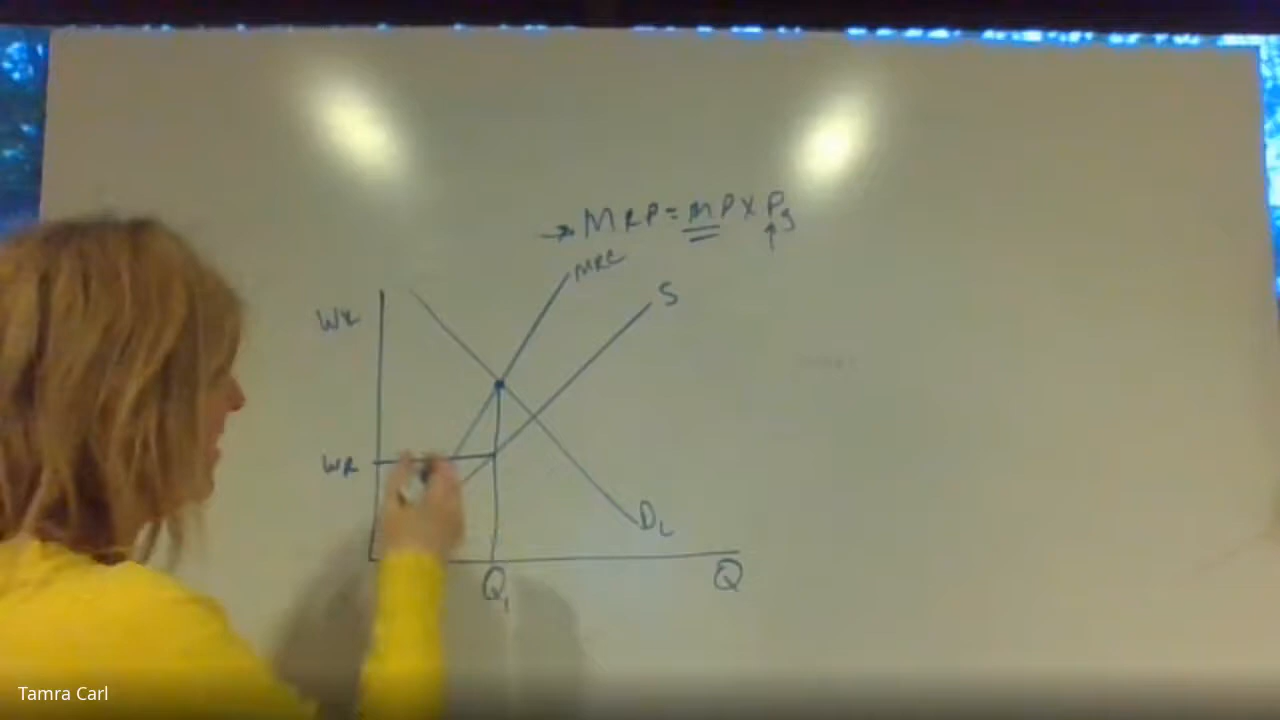 → MRP = MP X Pg
MRC
S
WR
WR
DL
Q1
Q
Tamra Carl